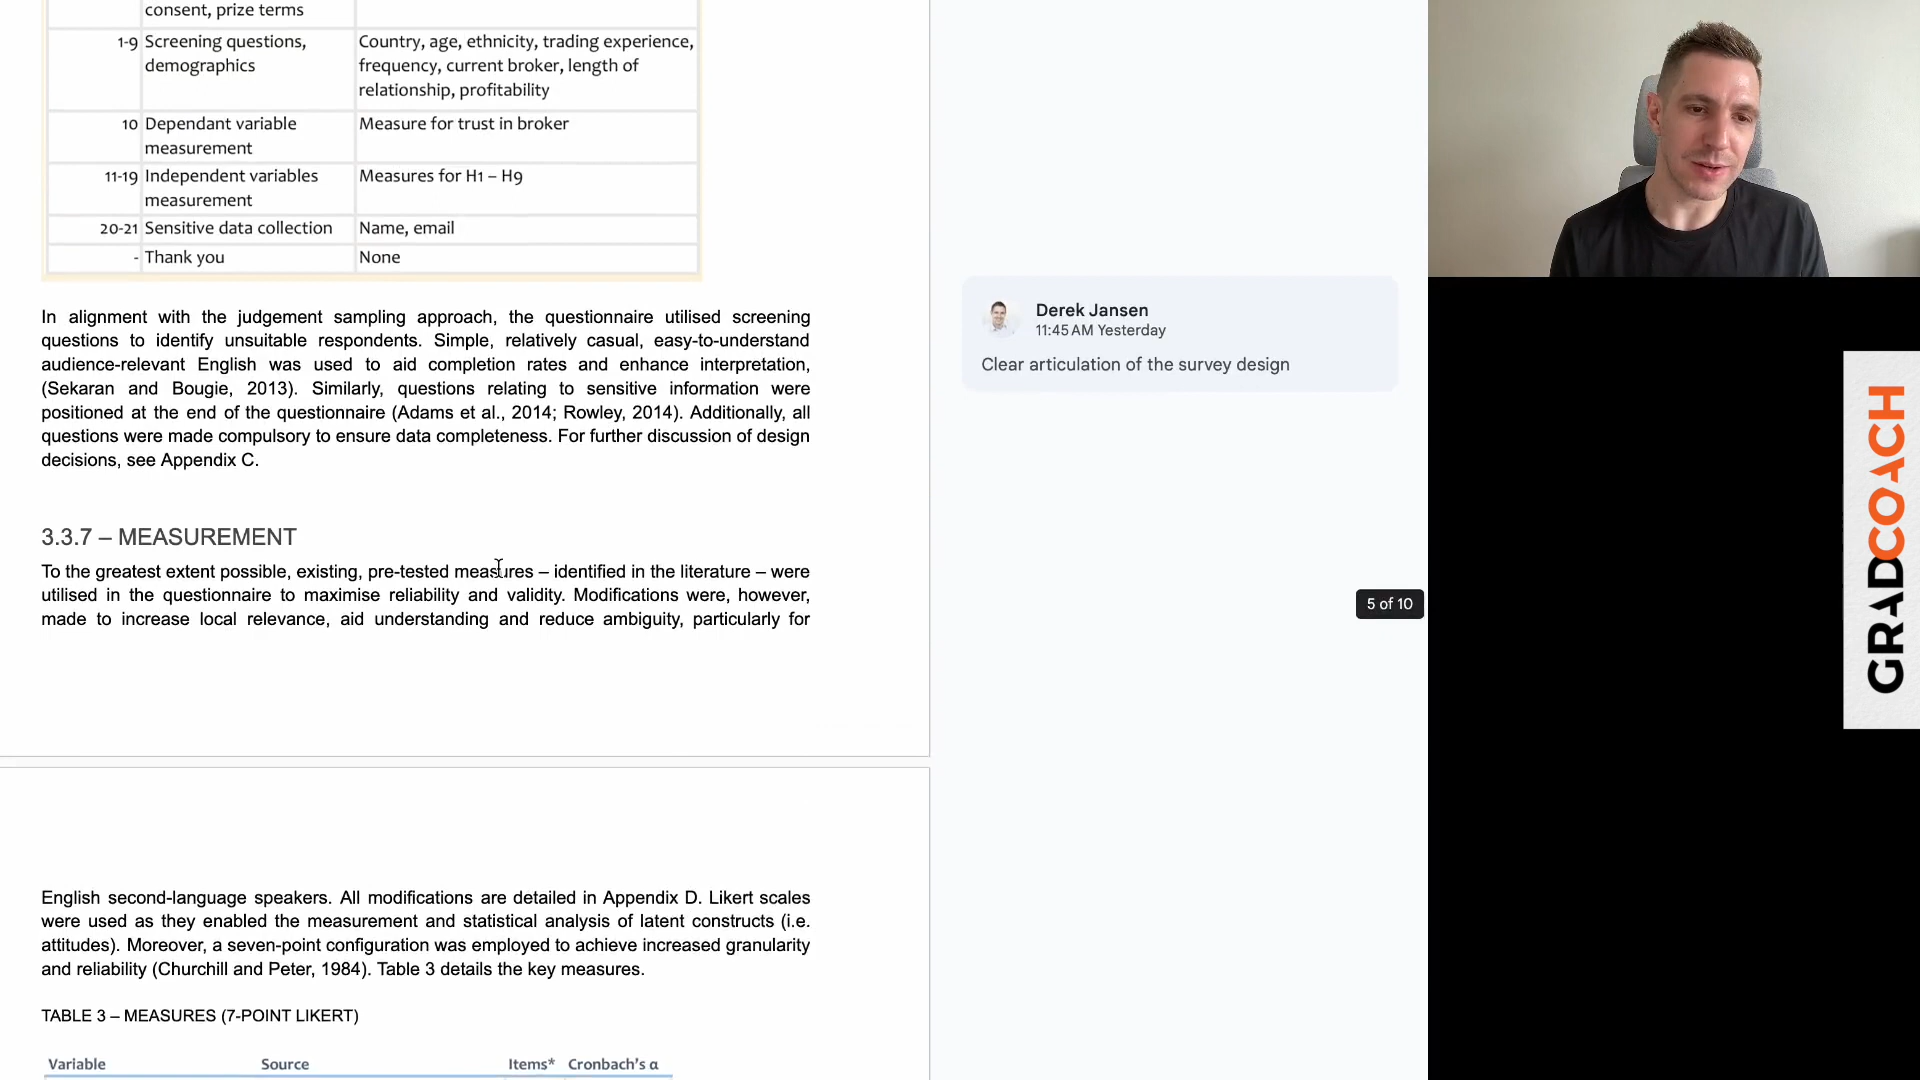 consent, prize terms
1-9 Screening questions, demographics Country, age, ethnicity, trading experience, frequency, current broker, length of relationship, profitability
10 Dependant variable measurement Measure for trust in broker
11-19 Independent variables measurement Measures for H1 – H9
20-21 Sensitive data collection Name, email
- Thank you None
In alignment with the judgement sampling approach, the questionnaire utilised screening
questions to identify unsuitable respondents. Simple, relatively casual, easy-to-understand
audience-relevant English was used to aid completion rates and enhance interpretation,
(Sekaran and Bougie, 2013). Similarly, questions relating to sensitive information were
positioned at the end of the questionnaire (Adams et al., 2014; Rowley, 2014). Additionally, all
questions were made compulsory to ensure data completeness. For further discussion of design
decisions, see Appendix C.
3.3.7 – MEASUREMENT
To the greatest extent possible, existing, pre-tested measures – identified in the literature – were
utilised in the questionnaire to maximise reliability and validity. Modifications were, however,
made to increase local relevance, aid understanding and reduce ambiguity, particularly for
English second-language speakers. All modifications are detailed in Appendix D. Likert scales
were used as they enabled the measurement and statistical analysis of latent constructs (i.e.
attitudes). Moreover, a seven-point configuration was employed to achieve increased granularity
and reliability (Churchill and Peter, 1984). Table 3 details the key measures.
TABLE 3 – MEASURES (7-POINT LIKERT)
Variable Source Items* Cronbach's α
Derek Jansen
11:45 AM Yesterday
Clear articulation of the survey design
5 of 10
GRADCOACH